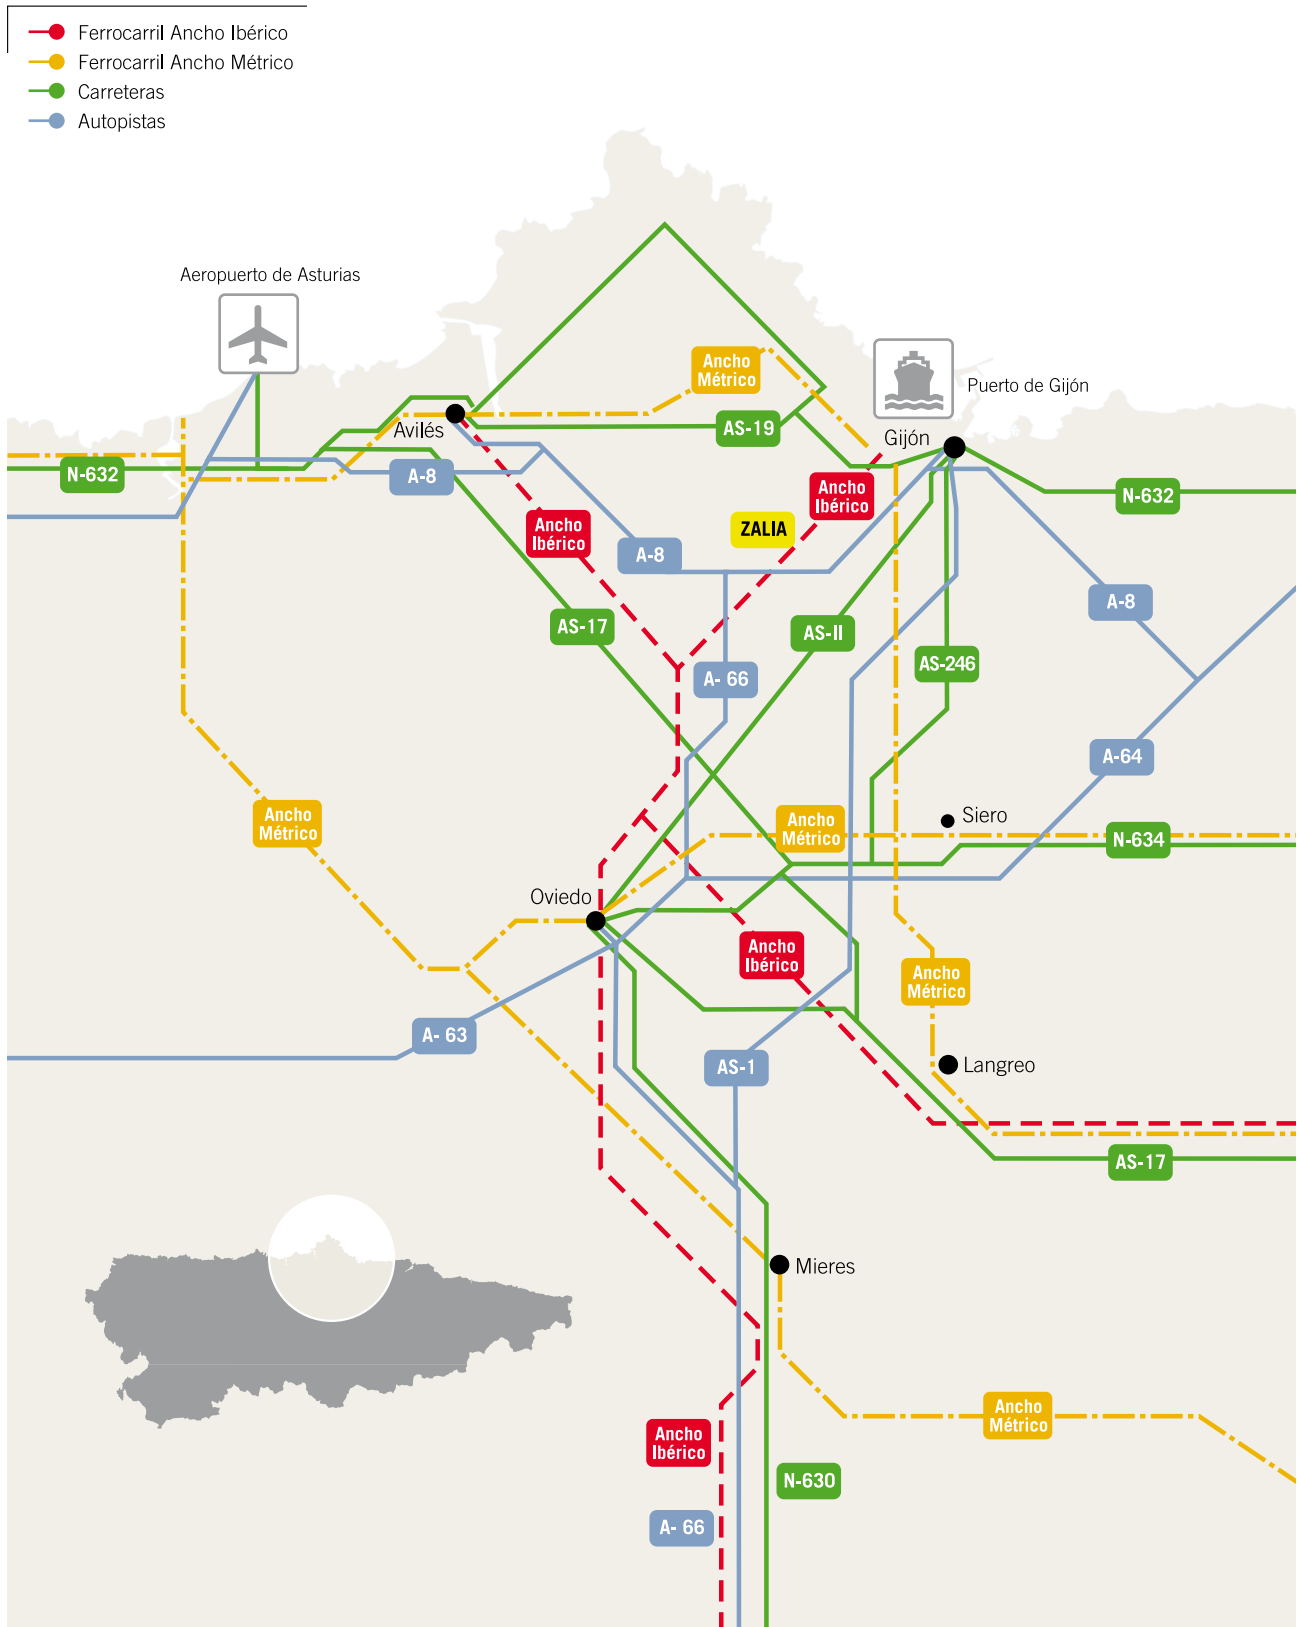 Ferrocarril Ancho Ibérico
Ferrocarril Ancho Métrico
Carreteras
Autopistas
Aeropuerto de Asturias
Ancho
Métrico
Puerto de Gijón
Avilés
AS-19
Gijón
N-632
A-8
Ancho
Ibérico
N-632
Ancho
Ibérico
ZALIA
A-8
A-8
AS-17
AS-II
AS-246
A- 66
A-64
Ancho
Métrico
Ancho
Métrico
Siero
N-634
Oviedo
Ancho
Ibérico
Ancho
Métrico
A- 63
AS-1
Langreo
AS-17
Mieres
Ancho
Métrico
Ancho
Ibérico
N-630
A- 66